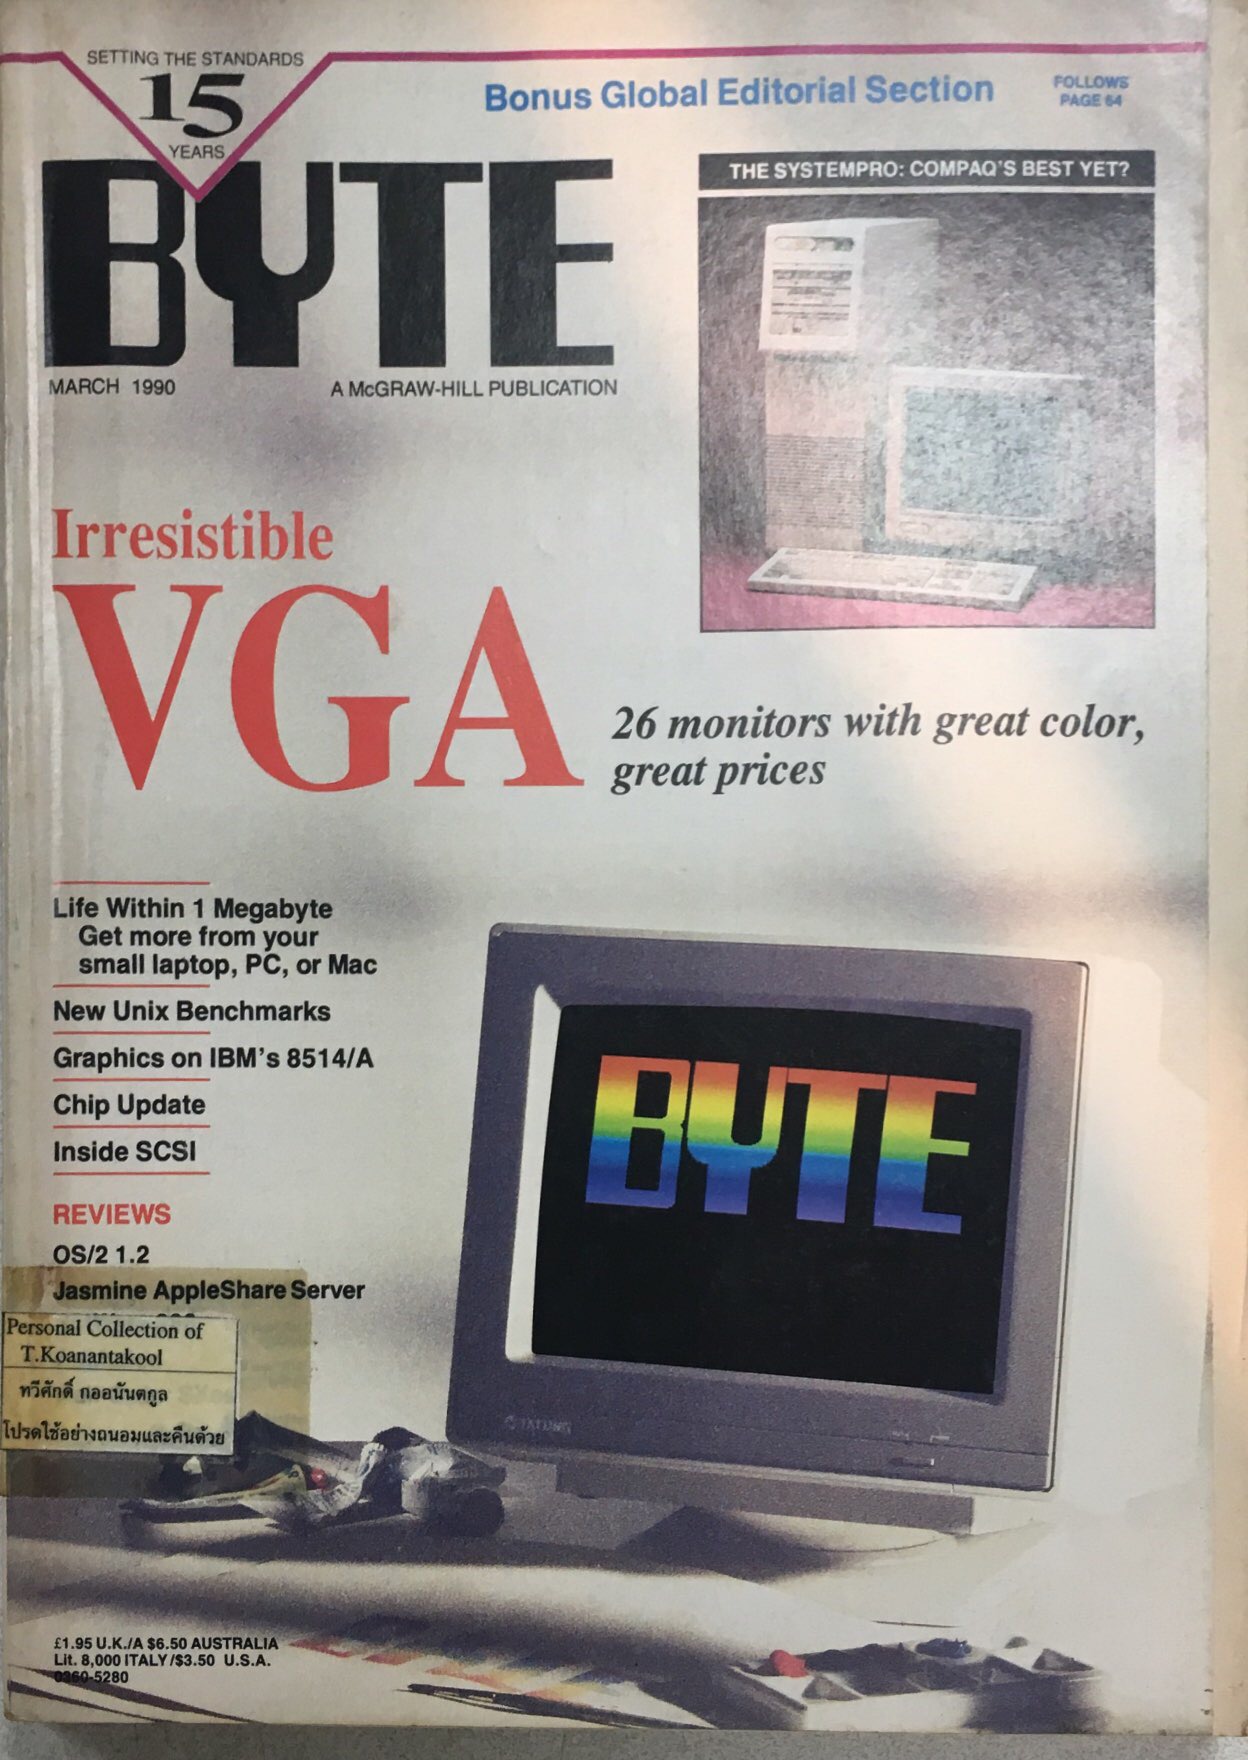 SETTING THE STANDARDS
15
YEARS
Bonus Global Editorial Section
FOLLOWS
PAGE 64
BYTE
MARCH 1990
A McGRAW-HILL PUBLICATION
THE SYSTEMPRO: COMPAQ'S BEST YET?
Irresistible
VGA
26 monitors with great color,
great prices
Life Within 1 Megabyte
Get more from your
small laptop, PC, or Mac
New Unix Benchmarks
Graphics on IBM's 8514/A
Chip Update
Inside SCSI
REVIEWS
OS/2 1.2
Jasmine AppleShare Server
Personal Collection of
T.Koanantakool
ทวีศักดิ์ กออนันตกูล
โปรดใช้อย่างถนอมและคืนด้วย
BYTE
TATUNG
£1.95 U.K./A $6.50 AUSTRALIA
Lit. 8,000 ITALY/$3.50 U.S.A.
0360-5280